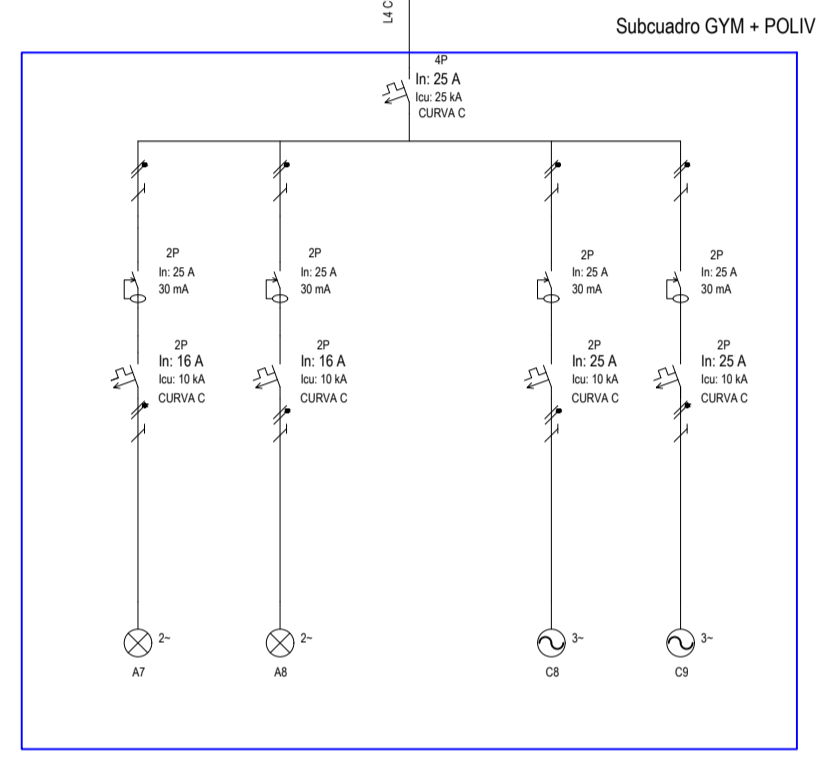 L4 C
Subcuadro GYM + POLIV
4P
In: 25 A
Icu: 25 kA
CURVA C
2P
In: 25 A
30 mA
2P
In: 25 A
30 mA
2P
In: 25 A
30 mA
2P
In: 25 A
30 mA
2P
In: 16 A
Icu: 10 kA
CURVA C
2P
In: 16 A
Icu: 10 kA
CURVA C
2P
In: 25 A
Icu: 10 kA
CURVA C
2P
In: 25 A
Icu: 10 kA
CURVA C
2~
2~
3~
3~
A7
A8
C8
C9